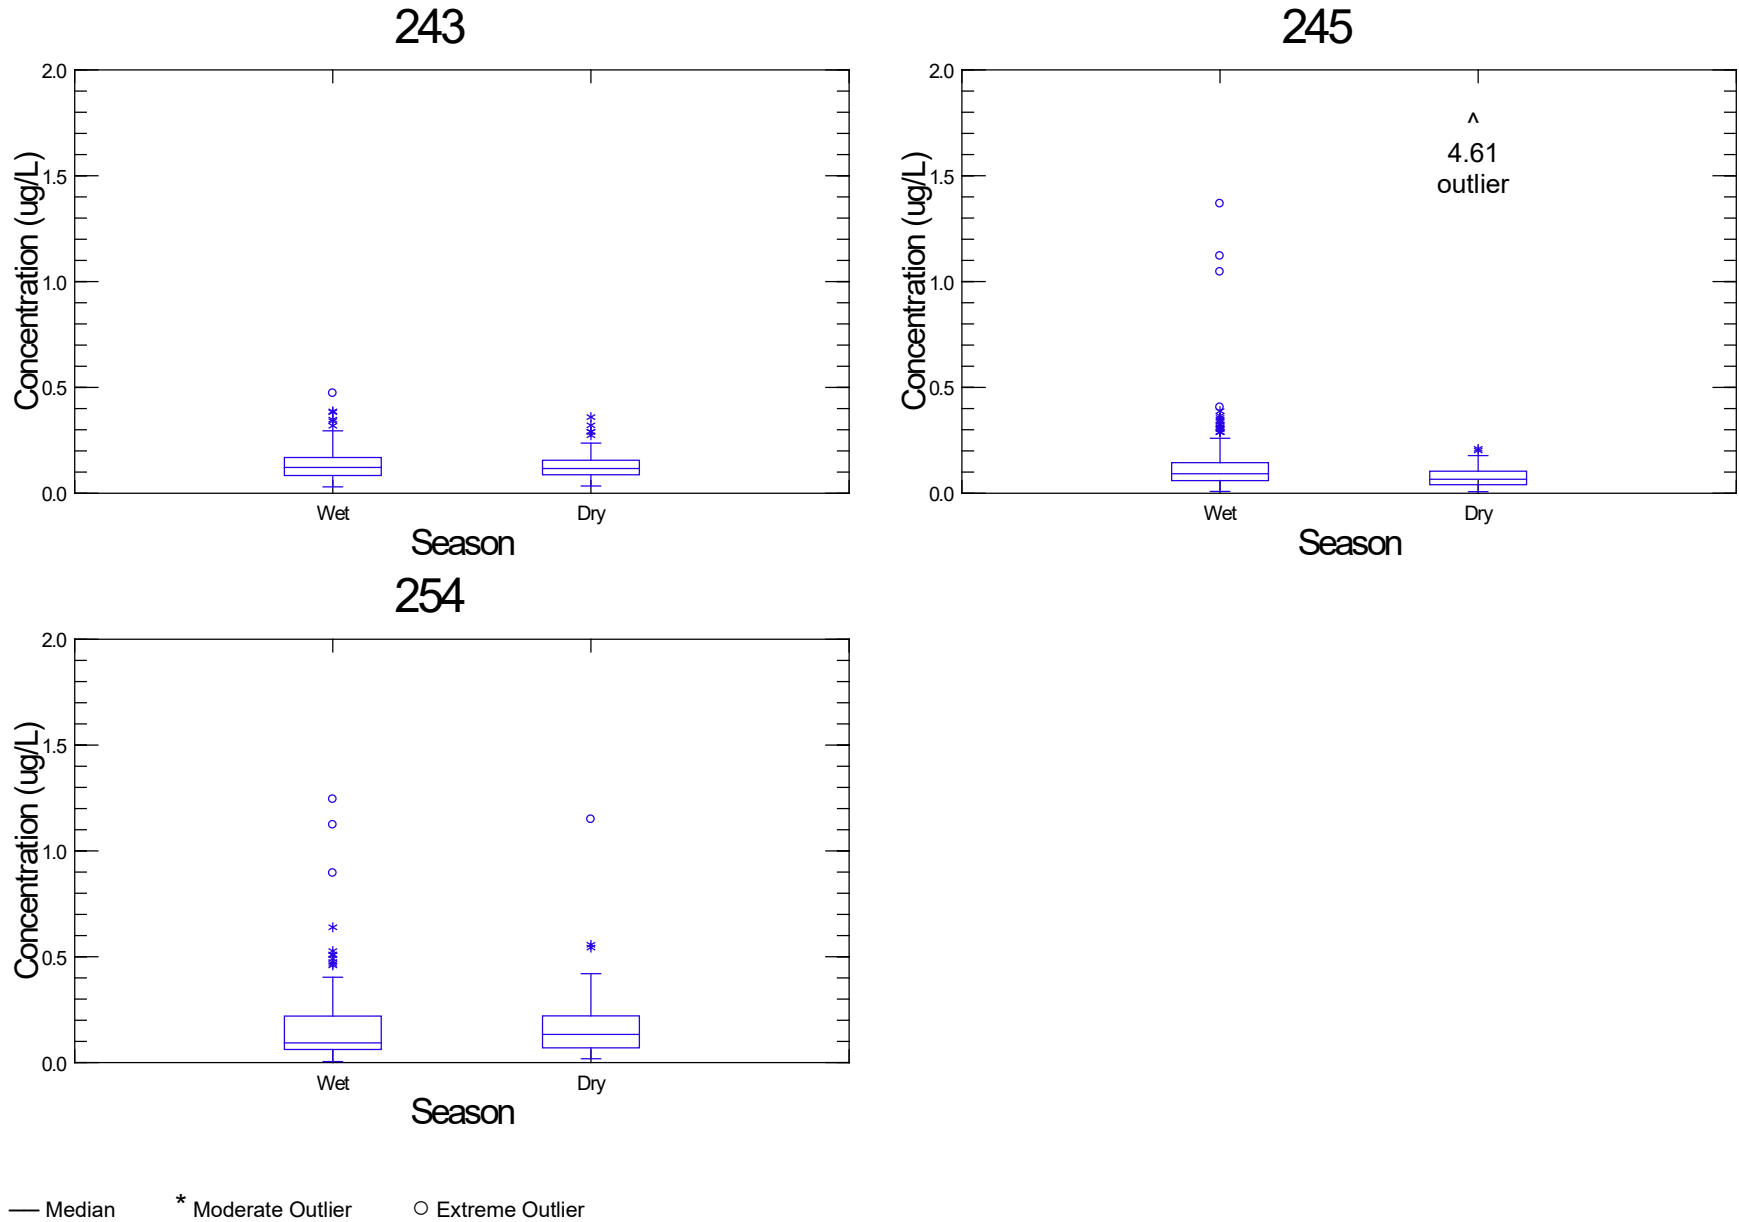 243
2.0
1.5
1.0
0.5
0.0
Concentration (ug/L)
Wet
Dry
Season
245
2.0
1.5
1.0
0.5
0.0
Concentration (ug/L)
^
4.61
outlier
Wet
Dry
Season
254
2.0
1.5
1.0
0.5
0.0
Concentration (ug/L)
Wet
Dry
Season
Median * Moderate Outlier Extreme Outlier